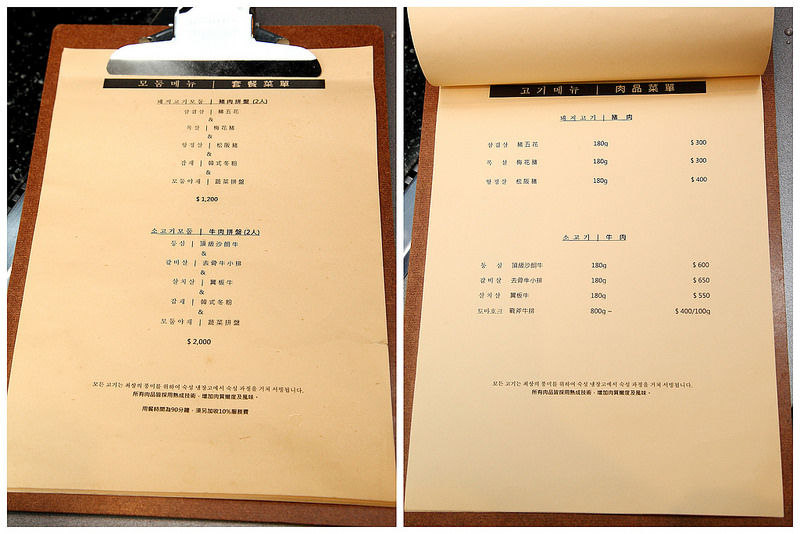 모둠메뉴 | 套餐菜單
돼지고기모둠 | 豬肉拼盤 (2人)
삼겹살 | 豬五花
&
목살 | 梅花豬
&
항정살 | 松阪豬
&
잡채 | 韓式冬粉
&
모둠야채 | 蔬菜拼盤
$ 1,200
소고기모둠 | 牛肉拼盤 (2人)
등심 | 頂級沙朗牛
&
갈비살 | 去骨牛小排
&
살치살 | 翼板牛
&
잡채 | 韓式冬粉
&
모둠야채 | 蔬菜拼盤
$ 2,000
모든 고기는 최상의 풍미를 위하여 숙성 냉장고에서 숙성 과정을 거쳐 서빙됩니다.
所有肉品皆採用熟成技術，增加肉質嫩度及風味。
用餐時間為90分鐘，須另加收10%服務費
고기메뉴 | 肉品菜單
돼지고기 | 豬 肉
삼겹살 豬五花 180g $ 300
목 살 梅花豬 180g $ 300
항정살 松阪豬 180g $ 400
소고기 | 牛 肉
등 심 頂級沙朗牛 180g $ 600
갈비살 去骨牛小排 180g $ 650
살치살 翼板牛 180g $ 550
토마호크 戰斧牛排 800g ~ $ 400/100g
모든 고기는 최상의 풍미를 위하여 숙성 냉장고에서 숙성 과정을 거쳐 서빙됩니다.
所有肉品皆採用熟成技術，增加肉質嫩度及風味。